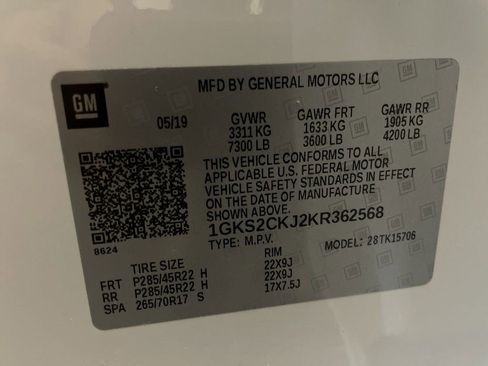 MFD BY GENERAL MOTORS LLC
GM
05/19 GVWR GAWR FRT GAWR RR
3311 KG 1633 KG 1905 KG
7300 LB 3600 LB 4200 LB
THIS VEHICLE CONFORMS TO ALL
APPLICABLE U.S. FEDERAL MOTOR
VEHICLE SAFETY STANDARDS IN EFFECT
ON THE DATE OF MANUFACTURE
SHOWN ABOVE
1GKS2CKJ2KR362568
8624
TYPE: M.P.V. MODEL: 28TK15706
TIRE SIZE RIM
FRT P285/45R22 H 22X9J
RR P285/45R22 H 22X9J
SPA 265/70R17 S 17X7.5J